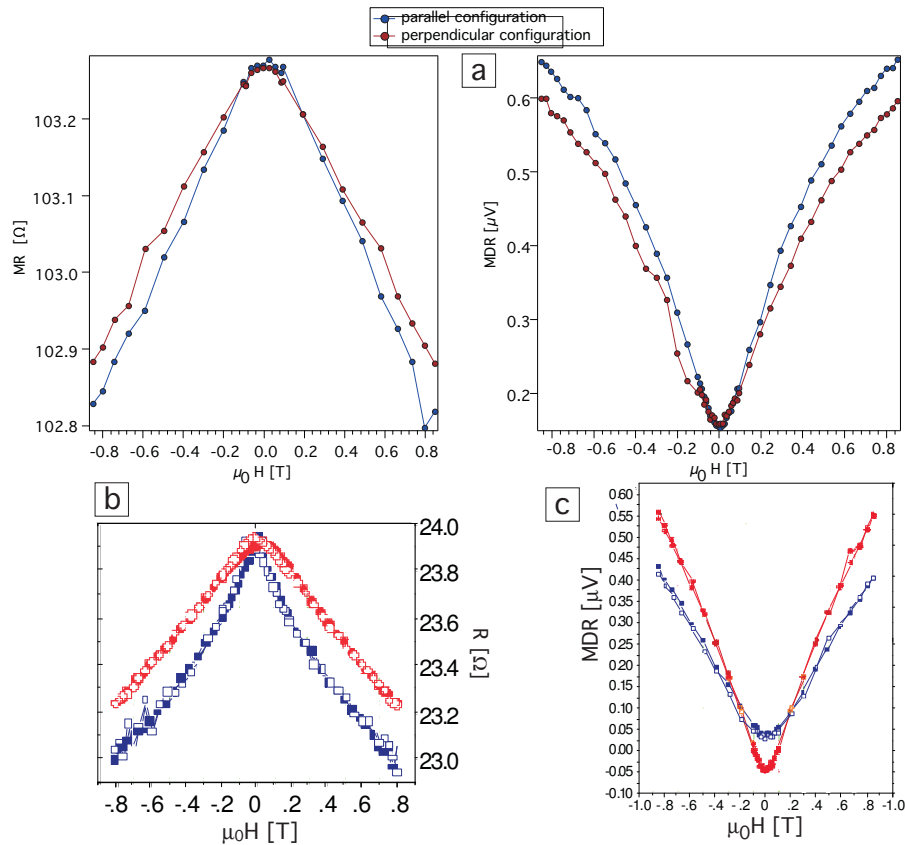 parallel configuration
perpendicular configuration
a
MR [Ω]
103.2
103.1
103.0
102.9
102.8
-0.8 -0.6 -0.4 -0.2 0.0 0.2 0.4 0.6 0.8
μ0 H [T]
MDR [μV]
0.6
0.5
0.4
0.3
0.2
-0.8 -0.6 -0.4 -0.2 0.0 0.2 0.4 0.6 0.8
μ0 H [T]
b
24.0
23.8
23.6
23.4
23.2
23.0
R [Ω]
-.8 -.6 -.4 -.2 0 0.2 0.4 0.6 0.8
μ0H [T]
c
MDR [μV]
0.60
0.55
0.50
0.45
0.40
0.35
0.30
0.25
0.20
0.15
0.10
0.05
0.00
-0.05
-0.10
-1.0 -.8 -.6 -.4 -.2 0 .2 .4 .6 .8 1.0
μ0H [T]